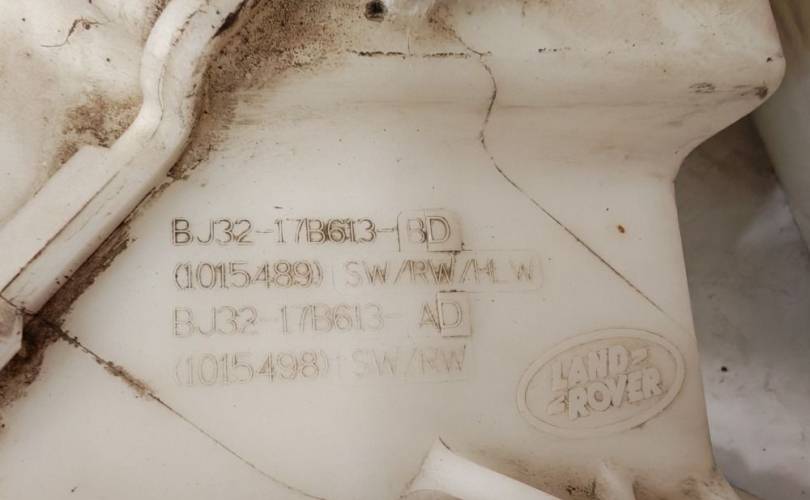 BJ32-17B613-BD
(1015489) SW/RW/HLW
BJ32-17B613-AD
(1015498) SW/RW
LAND
ROVER